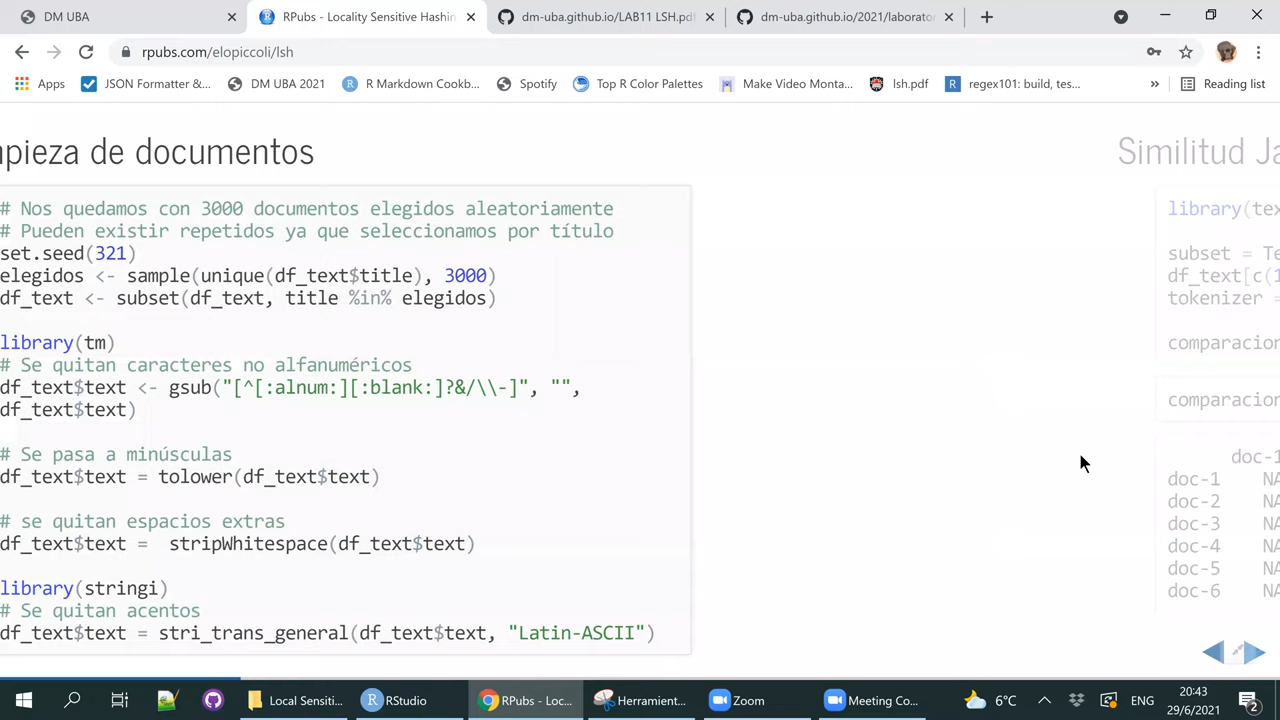 DM UBA
RPubs - Locality Sensitive Hashin
dm-uba.github.io/LAB11 LSH.pdf
dm-uba.github.io/2021/laborator
rpubs.com/elopiccoli/lsh
Apps
JSON Formatter &...
DM UBA 2021
R Markdown Cookb...
Spotify
Top R Color Palettes
Make Video Monta...
lsh.pdf
regex101: build, tes...
»
Reading list
npieza de documentos
# Nos quedamos con 3000 documentos elegidos aleatoriamente
# Pueden existir repetidos ya que seleccionamos por título
set.seed(321)
elegidos <- sample(unique(df_text$title), 3000)
df_text <- subset(df_text, title %in% elegidos)
library(tm)
# Se quitan caracteres no alfanuméricos
df_text$text <- gsub("[^[:alnum:][:blank:]?&/\\-]", "",
df_text$text)
# Se pasa a minúsculas
df_text$text = tolower(df_text$text)
# se quitan espacios extras
df_text$text =  stripWhitespace(df_text$text)
library(stringi)
# Se quitan acentos
df_text$text = stri_trans_general(df_text$text, "Latin-ASCII")
Similitud Ja
library(tex
subset = Te
df_text[c(1
tokenizer =
comparacion
comparacion
doc-1
doc-1 NA
doc-2 NA
doc-3 NA
doc-4 NA
doc-5 NA
doc-6 NA
Local Sensiti...
RStudio
RPubs - Loc...
Herramient...
Zoom
Meeting Co...
6°C
ENG
20:43
29/6/2021
2